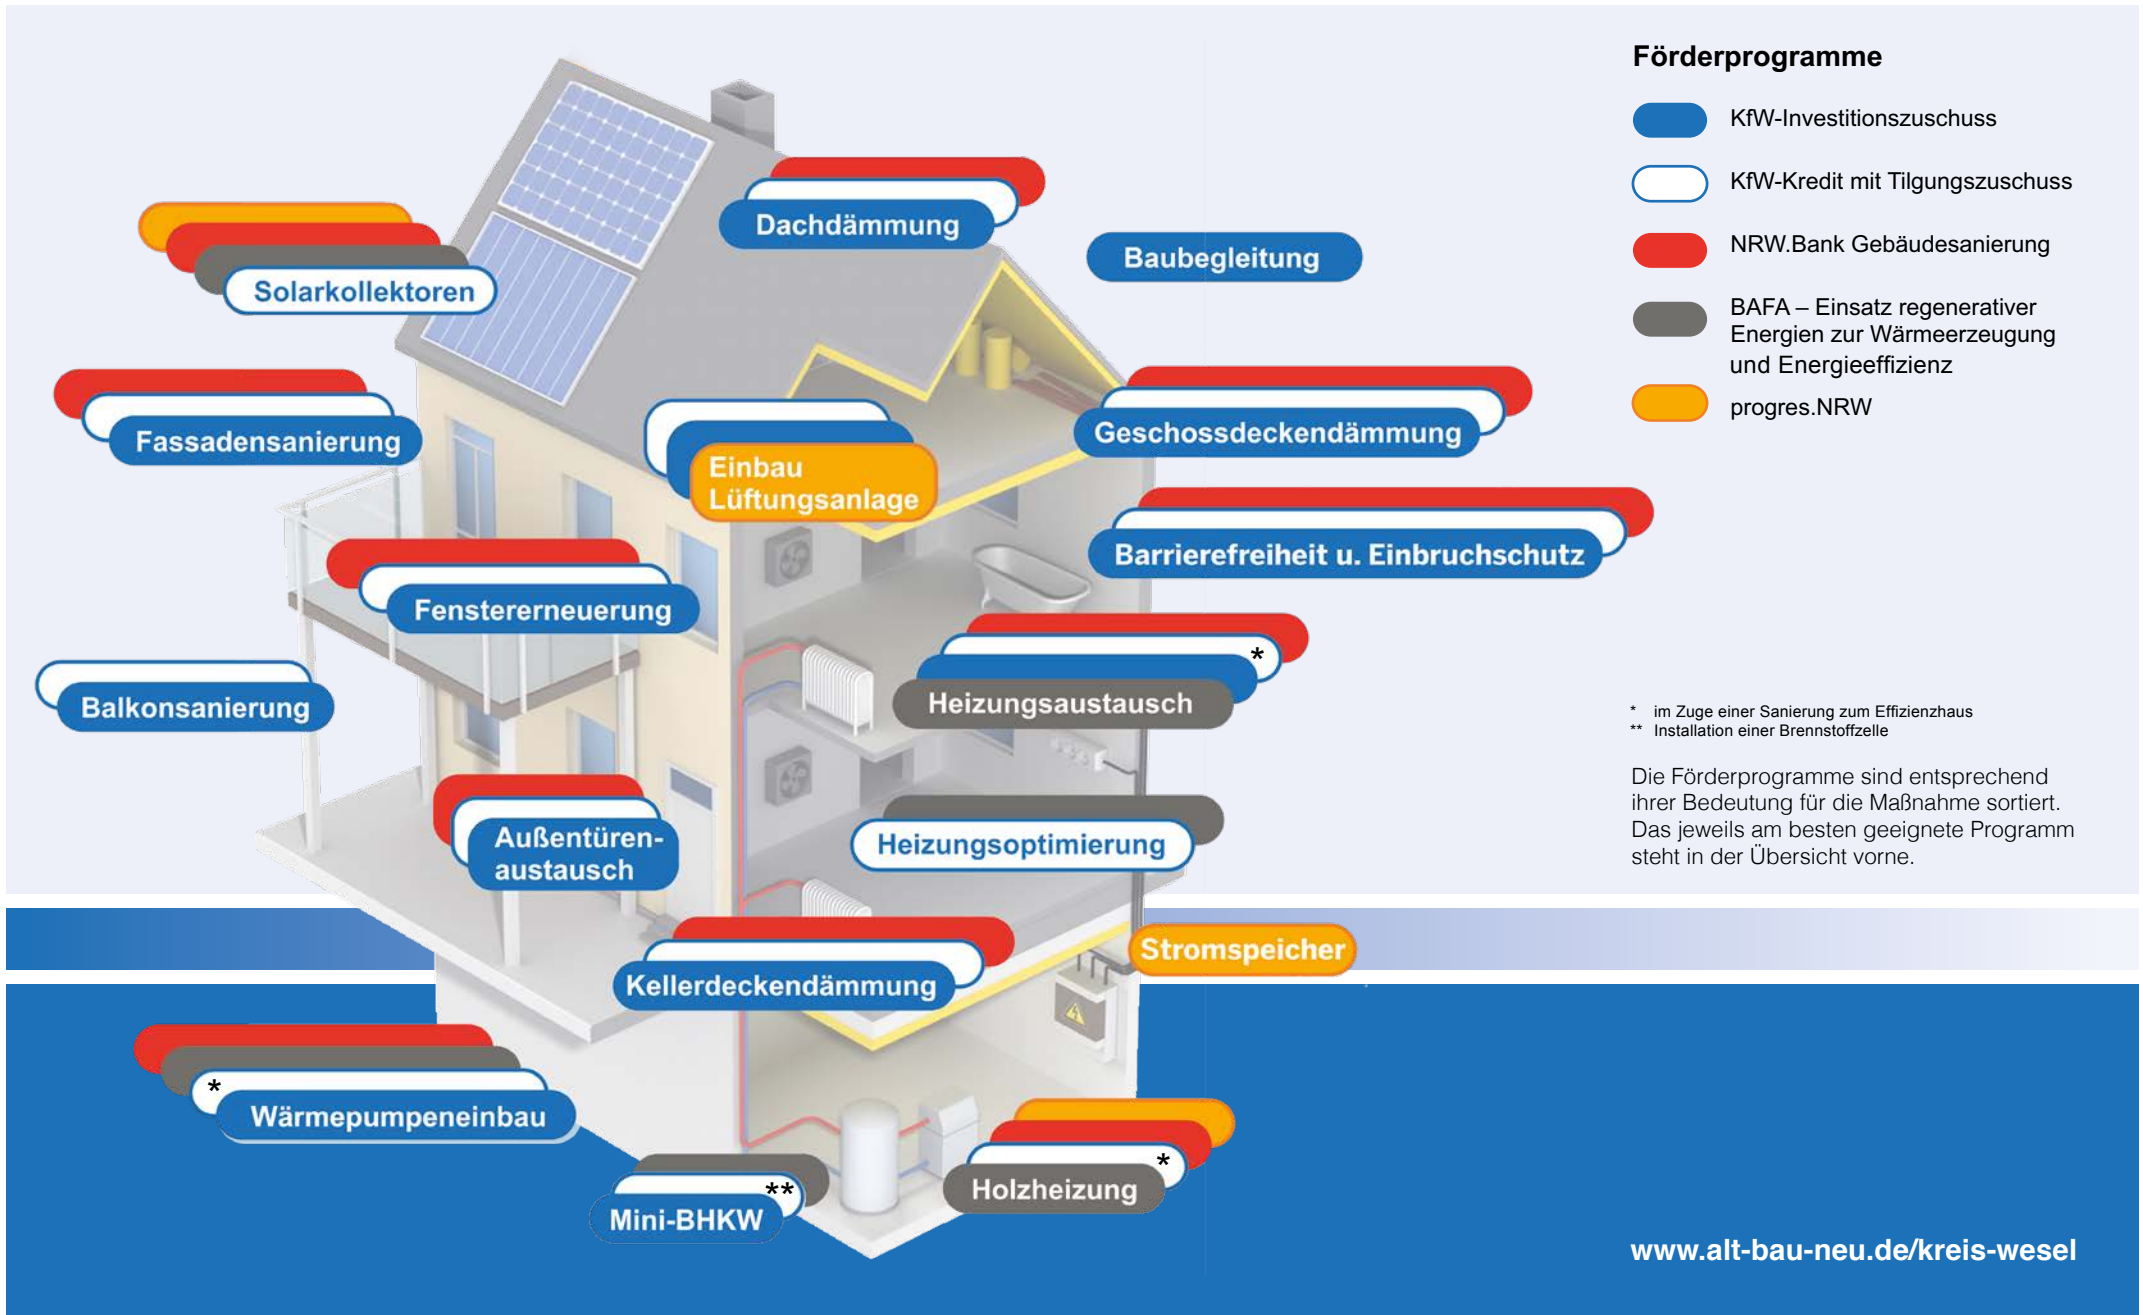 Förderprogramme
KfW-Investitionszuschuss
KfW-Kredit mit Tilgungszuschuss
NRW.Bank Gebäudesanierung
BAFA – Einsatz regenerativer
Energien zur Wärmeerzeugung
und Energieeffizienz
progres.NRW
Dachdämmung
Baubegleitung
Solarkollektoren
Fassadensanierung
Einbau
Lüftungsanlage
Geschossdeckendämmung
Barrierefreiheit u. Einbruchschutz
Fenstererneuerung
*
Heizungsaustausch
Balkonsanierung
Außentüren-
austausch
Heizungsoptimierung
Stromspeicher
Kellerdeckendämmung
*
Wärmepumpeneinbau
**
Mini-BHKW
*
Holzheizung
* im Zuge einer Sanierung zum Effizienzhaus
** Installation einer Brennstoffzelle
Die Förderprogramme sind entsprechend
ihrer Bedeutung für die Maßnahme sortiert.
Das jeweils am besten geeignete Programm
steht in der Übersicht vorne.
www.alt-bau-neu.de/kreis-wesel